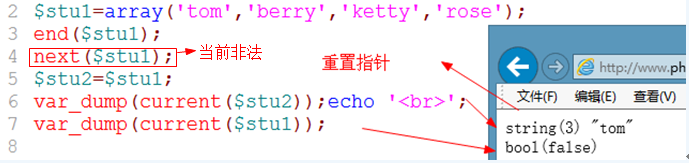 2 $stu1=array('tom','berry','ketty','rose');
3 end($stu1);
4 next($stu1); 当前非法
5 $stu2=$stu1;
6 var_dump(current($stu2));echo '<br>';
7 var_dump(current($stu1));
8
重置指针
http://www.ph
文件(F) 编辑(E) 查看(V)
string(3) "tom"
bool(false)